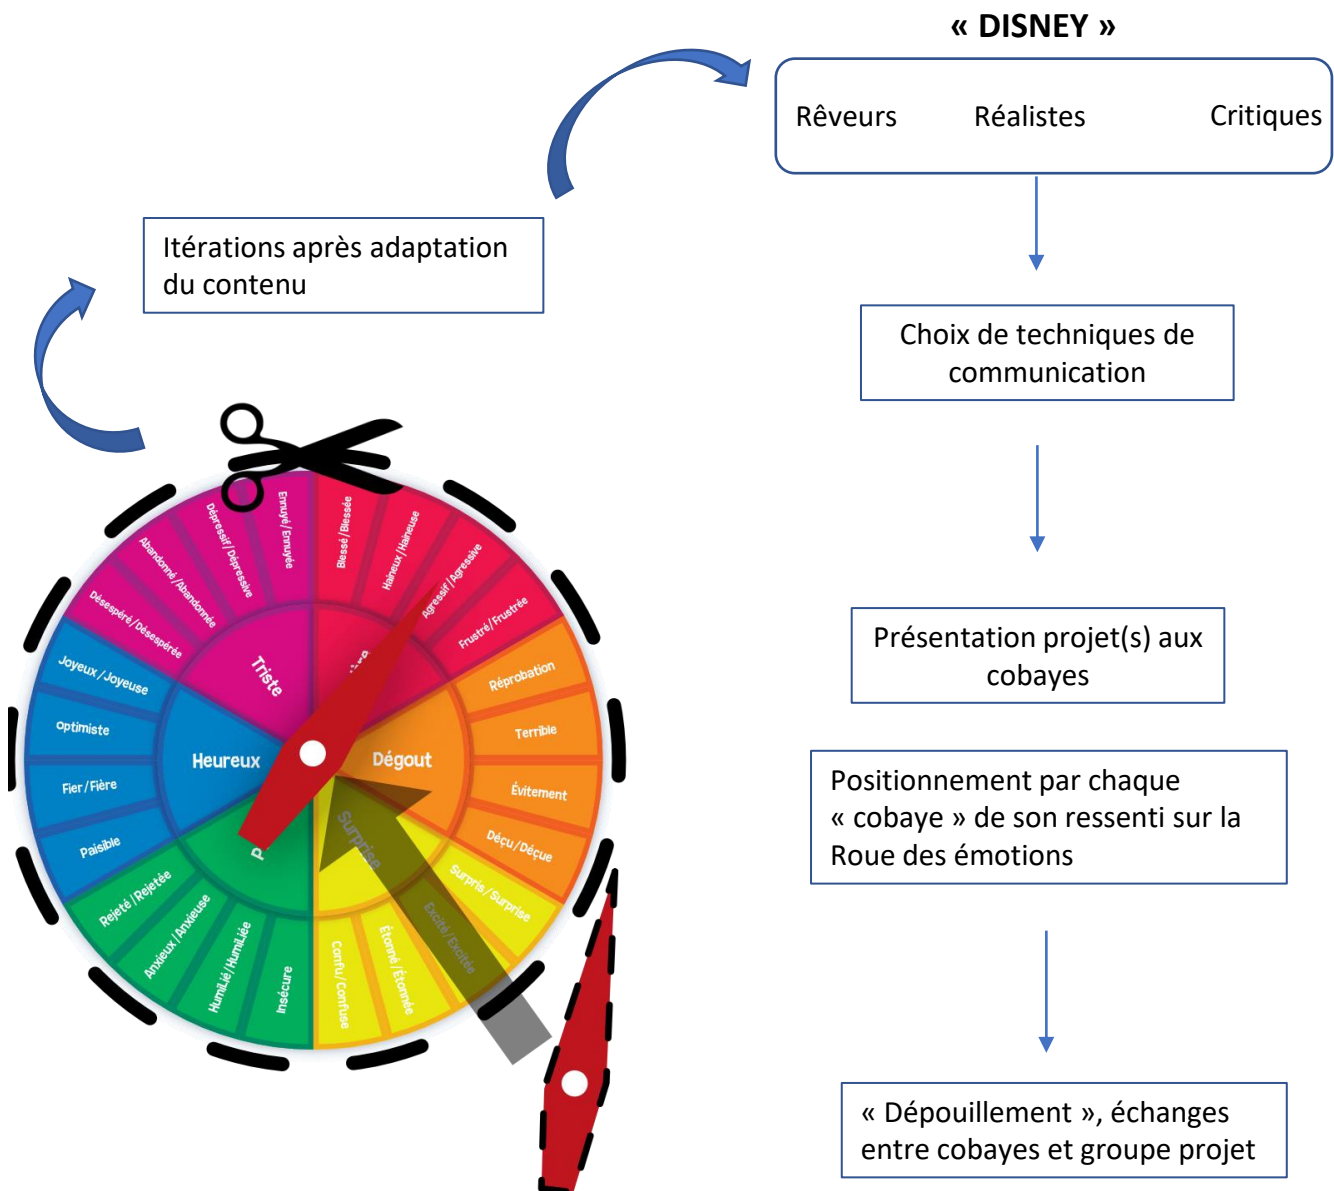 « DISNEY »
Rêveurs Réalistes Critiques
Itérations après adaptation
du contenu
Choix de techniques de
communication
Présentation projet(s) aux
cobayes
Positionnement par chaque
« cobaye » de son ressenti sur la
Roue des émotions
« Dépouillement », échanges
entre cobayes et groupe projet
Triste
Dégout
Surprise
Heureux
Ennuyé/Ennuyée
Dépressif/Dépressive
Abandonné/Abandonnée
Désespéré/Désespérée
Blessé/Blessée
Haineux/Haineuse
Agressif/Agressive
Frustré/Frustrée
Réprobation
Terrible
Évitement
Déçu/Déçue
Surpris/Surprise
Excité/Excitée
Étonné/Étonnée
Confu/Confuse
Insécure
Humilié/Humiliée
Anxieux/Anxieuse
Rejeté/Rejetée
Paisible
Fier/Fière
optimiste
Joyeux/Joyeuse